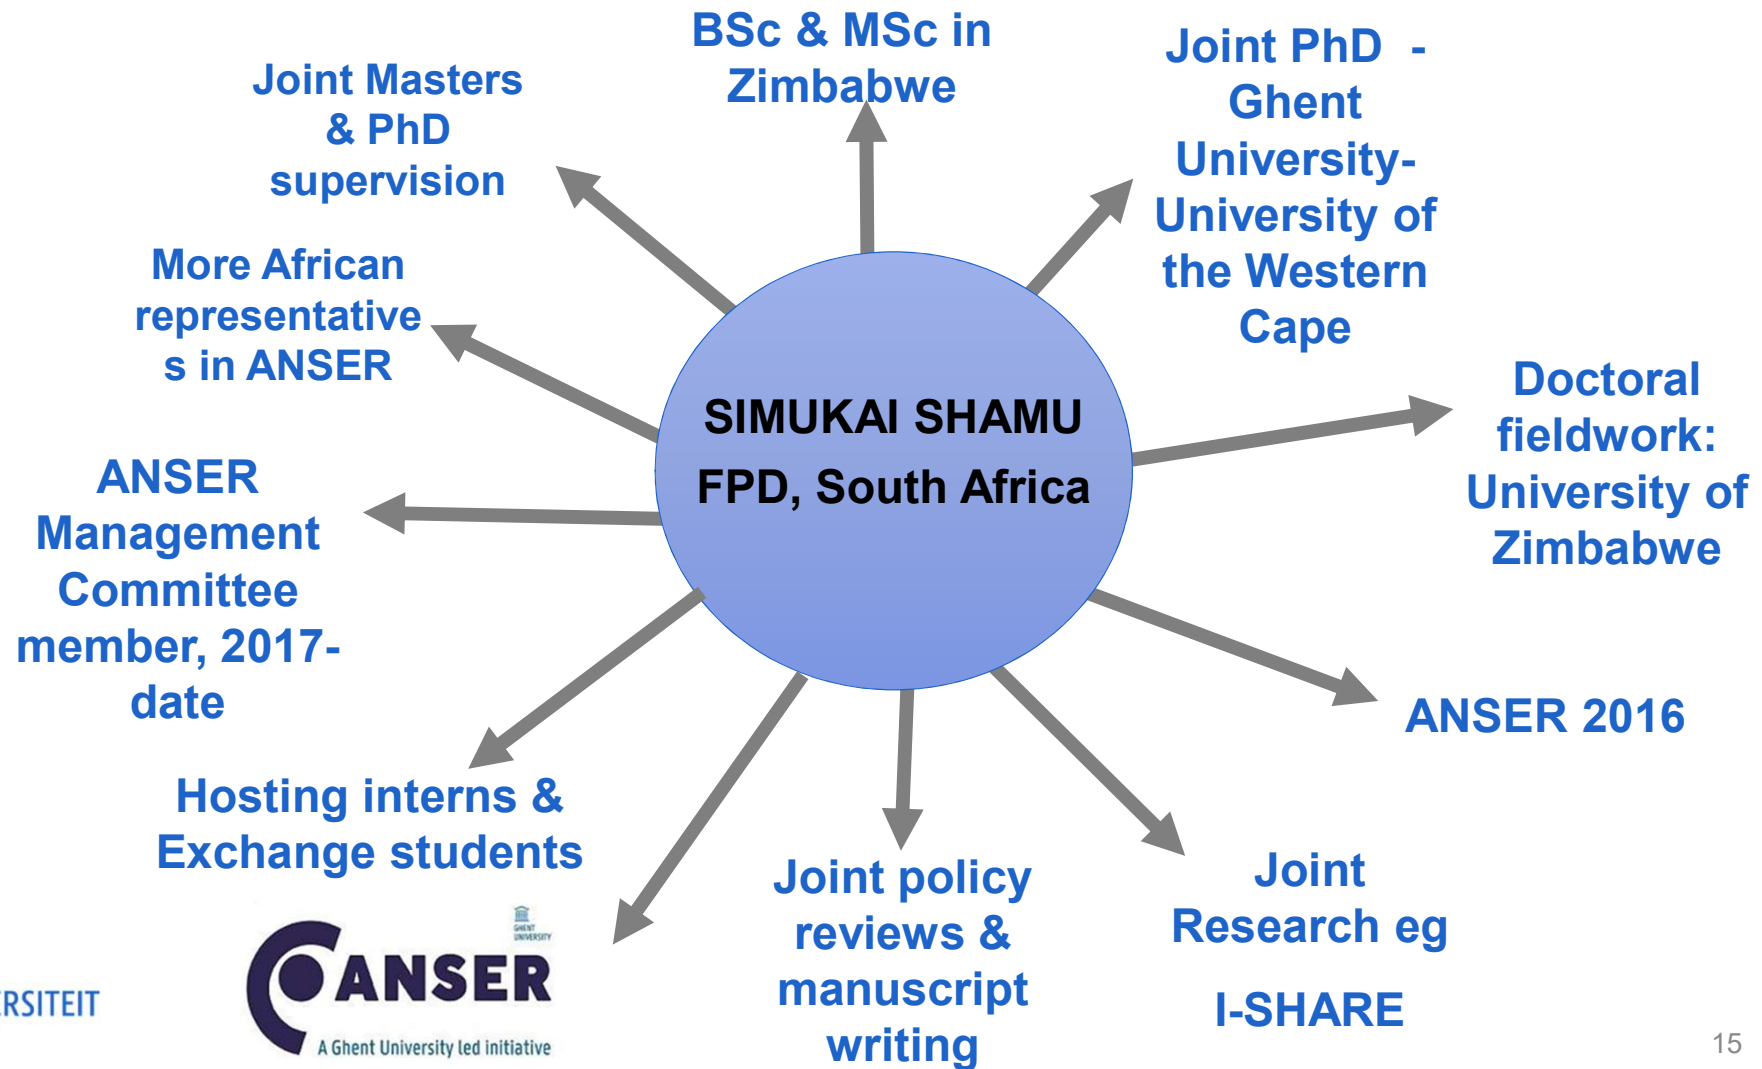 BSc & MSc in
Zimbabwe
Joint PhD  -
Ghent
University-
University of
the Western
Cape
Doctoral
fieldwork:
University of
Zimbabwe
ANSER 2016
Joint
Research eg
I-SHARE
Joint policy
reviews &
manuscript
writing
Hosting interns &
Exchange students
ANSER
Management
Committee
member, 2017-
date
More African
representative
s in ANSER
Joint Masters
& PhD
supervision
SIMUKAI SHAMU
FPD, South Africa
GHENT
UNIVERSITY
ANSER
A Ghent University led initiative
ERSITEIT
15